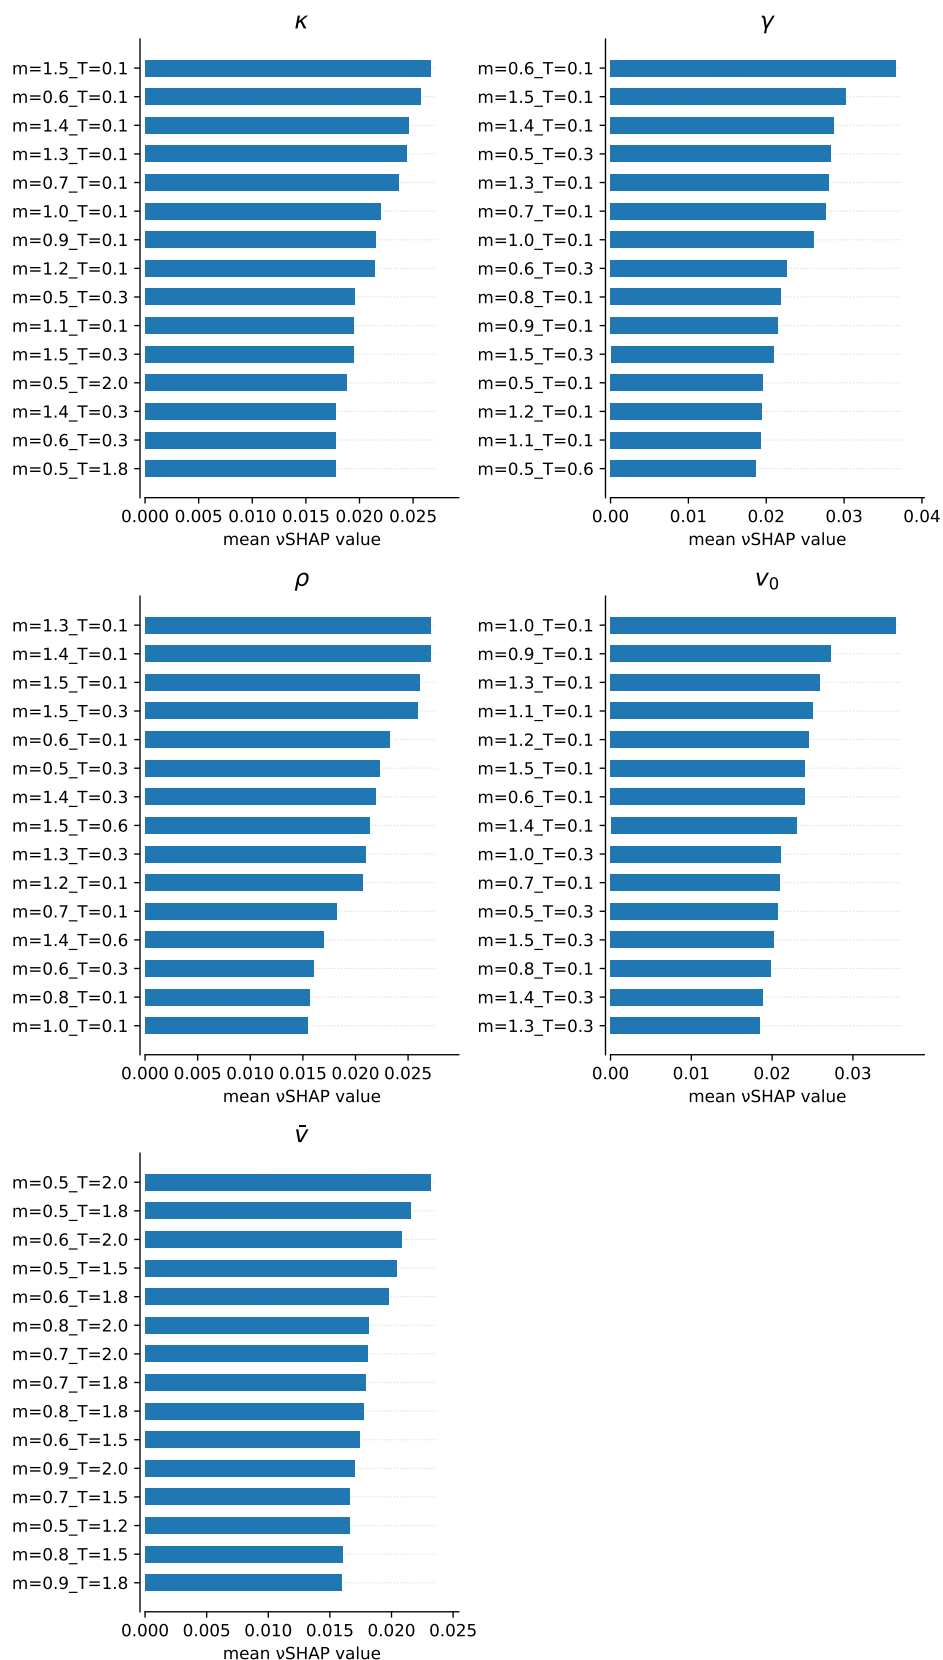 κ
m=1.5_T=0.1
m=0.6_T=0.1
m=1.4_T=0.1
m=1.3_T=0.1
m=0.7_T=0.1
m=1.0_T=0.1
m=0.9_T=0.1
m=1.2_T=0.1
m=0.5_T=0.3
m=1.1_T=0.1
m=1.5_T=0.3
m=0.5_T=2.0
m=1.4_T=0.3
m=0.6_T=0.3
m=0.5_T=1.8
0.000 0.005 0.010 0.015 0.020 0.025
mean νSHAP value
γ
m=0.6_T=0.1
m=1.5_T=0.1
m=1.4_T=0.1
m=0.5_T=0.3
m=1.3_T=0.1
m=0.7_T=0.1
m=1.0_T=0.1
m=0.6_T=0.3
m=0.8_T=0.1
m=0.9_T=0.1
m=1.5_T=0.3
m=0.5_T=0.1
m=1.2_T=0.1
m=1.1_T=0.1
m=0.5_T=0.6
0.00 0.01 0.02 0.03 0.04
mean νSHAP value
ρ
m=1.3_T=0.1
m=1.4_T=0.1
m=1.5_T=0.1
m=1.5_T=0.3
m=0.6_T=0.1
m=0.5_T=0.3
m=1.4_T=0.3
m=1.5_T=0.6
m=1.3_T=0.3
m=1.2_T=0.1
m=0.7_T=0.1
m=1.4_T=0.6
m=0.6_T=0.3
m=0.8_T=0.1
m=1.0_T=0.1
0.000 0.005 0.010 0.015 0.020 0.025
mean νSHAP value
v₀
m=1.0_T=0.1
m=0.9_T=0.1
m=1.3_T=0.1
m=1.1_T=0.1
m=1.2_T=0.1
m=1.5_T=0.1
m=0.6_T=0.1
m=1.4_T=0.1
m=1.0_T=0.3
m=0.7_T=0.1
m=0.5_T=0.3
m=1.5_T=0.3
m=0.8_T=0.1
m=1.4_T=0.3
m=1.3_T=0.3
0.00 0.01 0.02 0.03
mean νSHAP value
v̄
m=0.5_T=2.0
m=0.5_T=1.8
m=0.6_T=2.0
m=0.5_T=1.5
m=0.6_T=1.8
m=0.8_T=2.0
m=0.7_T=2.0
m=0.7_T=1.8
m=0.8_T=1.8
m=0.6_T=1.5
m=0.9_T=2.0
m=0.7_T=1.5
m=0.5_T=1.2
m=0.8_T=1.5
m=0.9_T=1.8
0.000 0.005 0.010 0.015 0.020 0.025
mean νSHAP value